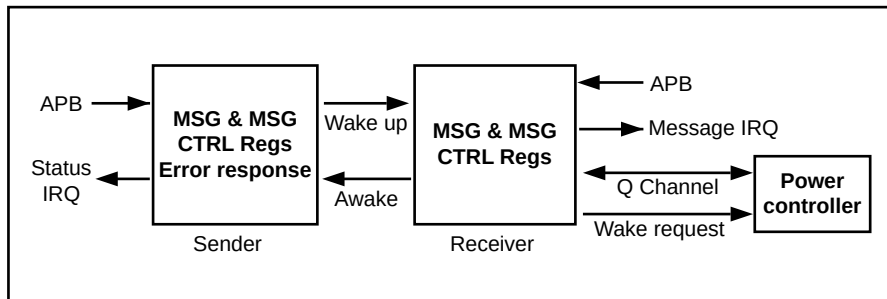 APB
Status
IRQ
MSG & MSG
CTRL Regs
Error response
Sender
Wake up
Awake
MSG & MSG
CTRL Regs
Receiver
APB
Message IRQ
Q Channel
Wake request
Power
controller